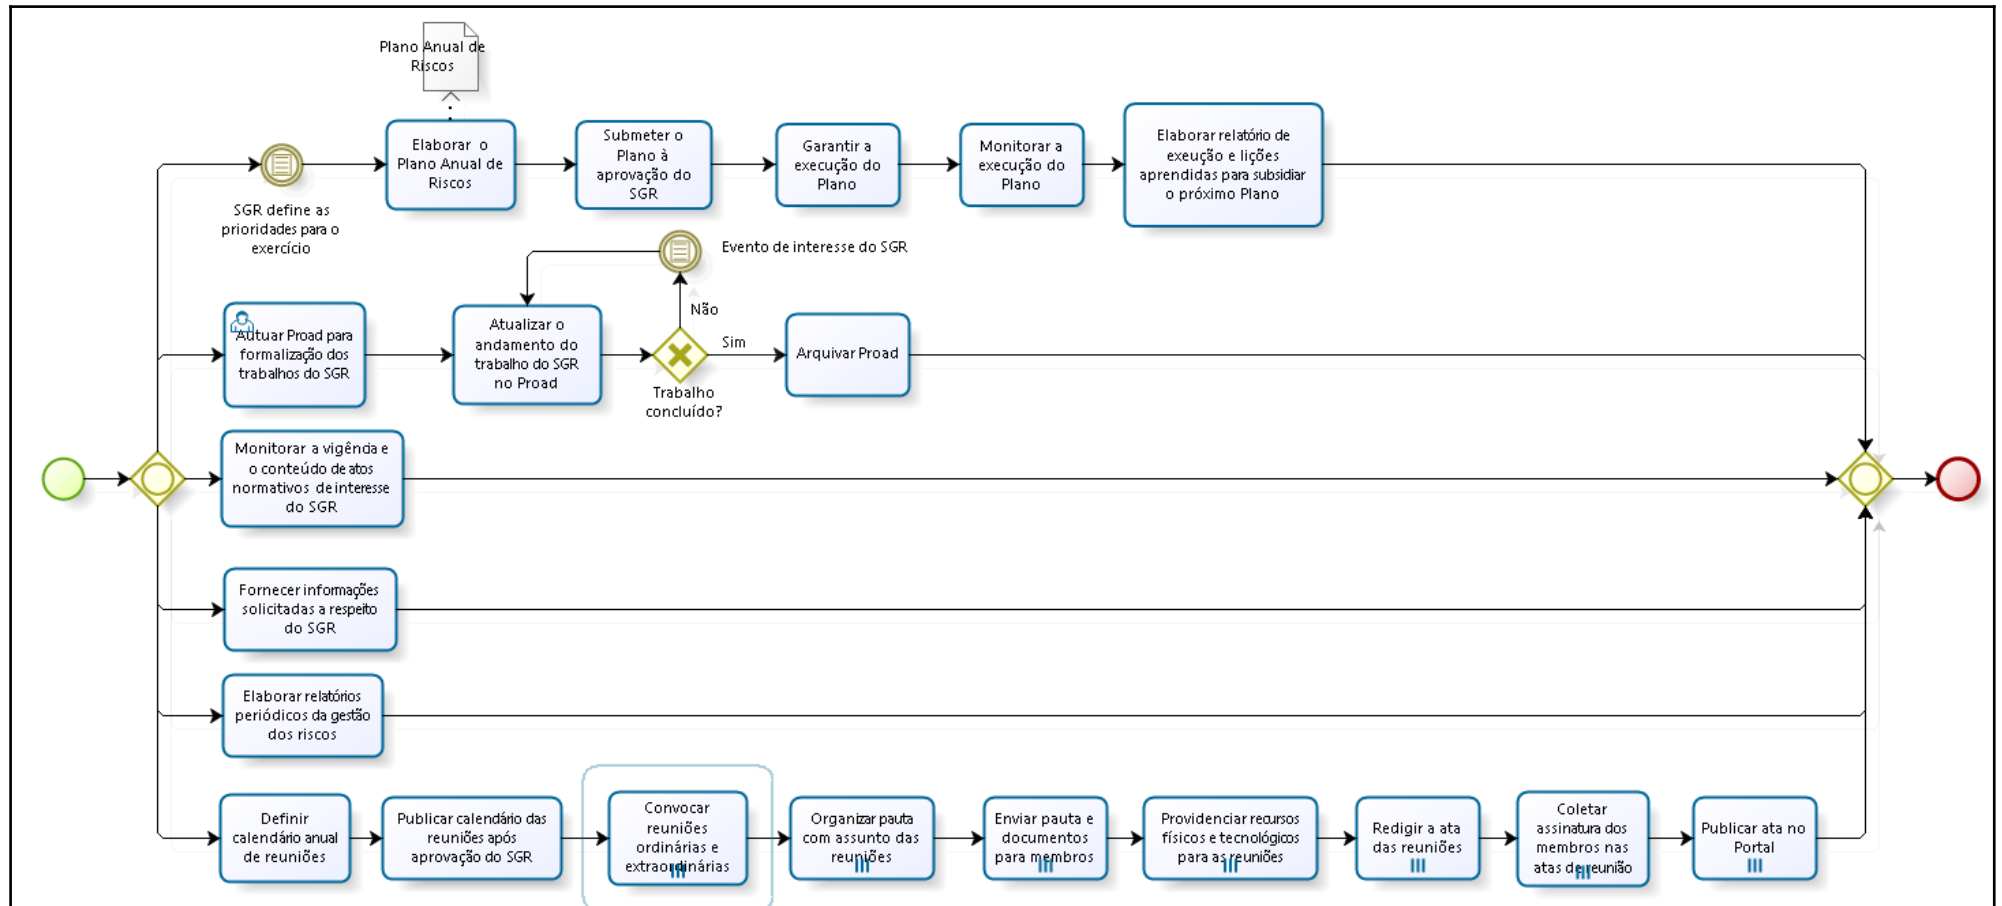 Plano Anual de
Riscos
Elaborar o
Plano Anual de
Riscos
Submeter o
Plano à
aprovação do
SGR
Garantir a
execução do
Plano
Monitorar a
execução do
Plano
Elaborar relatório de
exeução e lições
aprendidas para subsidiar
o próximo Plano
SGR define as
prioridades para o
exercício
Evento de interesse do SGR
Não
Autuar Proad para
formalização dos
trabalhos do SGR
Atualizar o
andamento do
trabalho do SGR
no Proad
Sim
Trabalho
concluído?
Arquivar Proad
Monitorar a vigência e
o conteúdo de atos
normativos de interesse
do SGR
Fornecer informações
solicitadas a respeito
do SGR
Elaborar relatórios
periódicos da gestão
dos riscos
Definir
calendário anual
de reuniões
Publicar calendário das
reuniões após
aprovação do SGR
Convocar
reuniões
ordinárias e
extraordinárias
Organizar pauta
com assunto das
reuniões
Enviar pauta e
documentos
para membros
Providenciar recursos
físicos e tecnológicos
para as reuniões
Redigir a ata
das reuniões
Coletar
assinatura dos
membros nas
atas de reunião
Publicar ata no
Portal